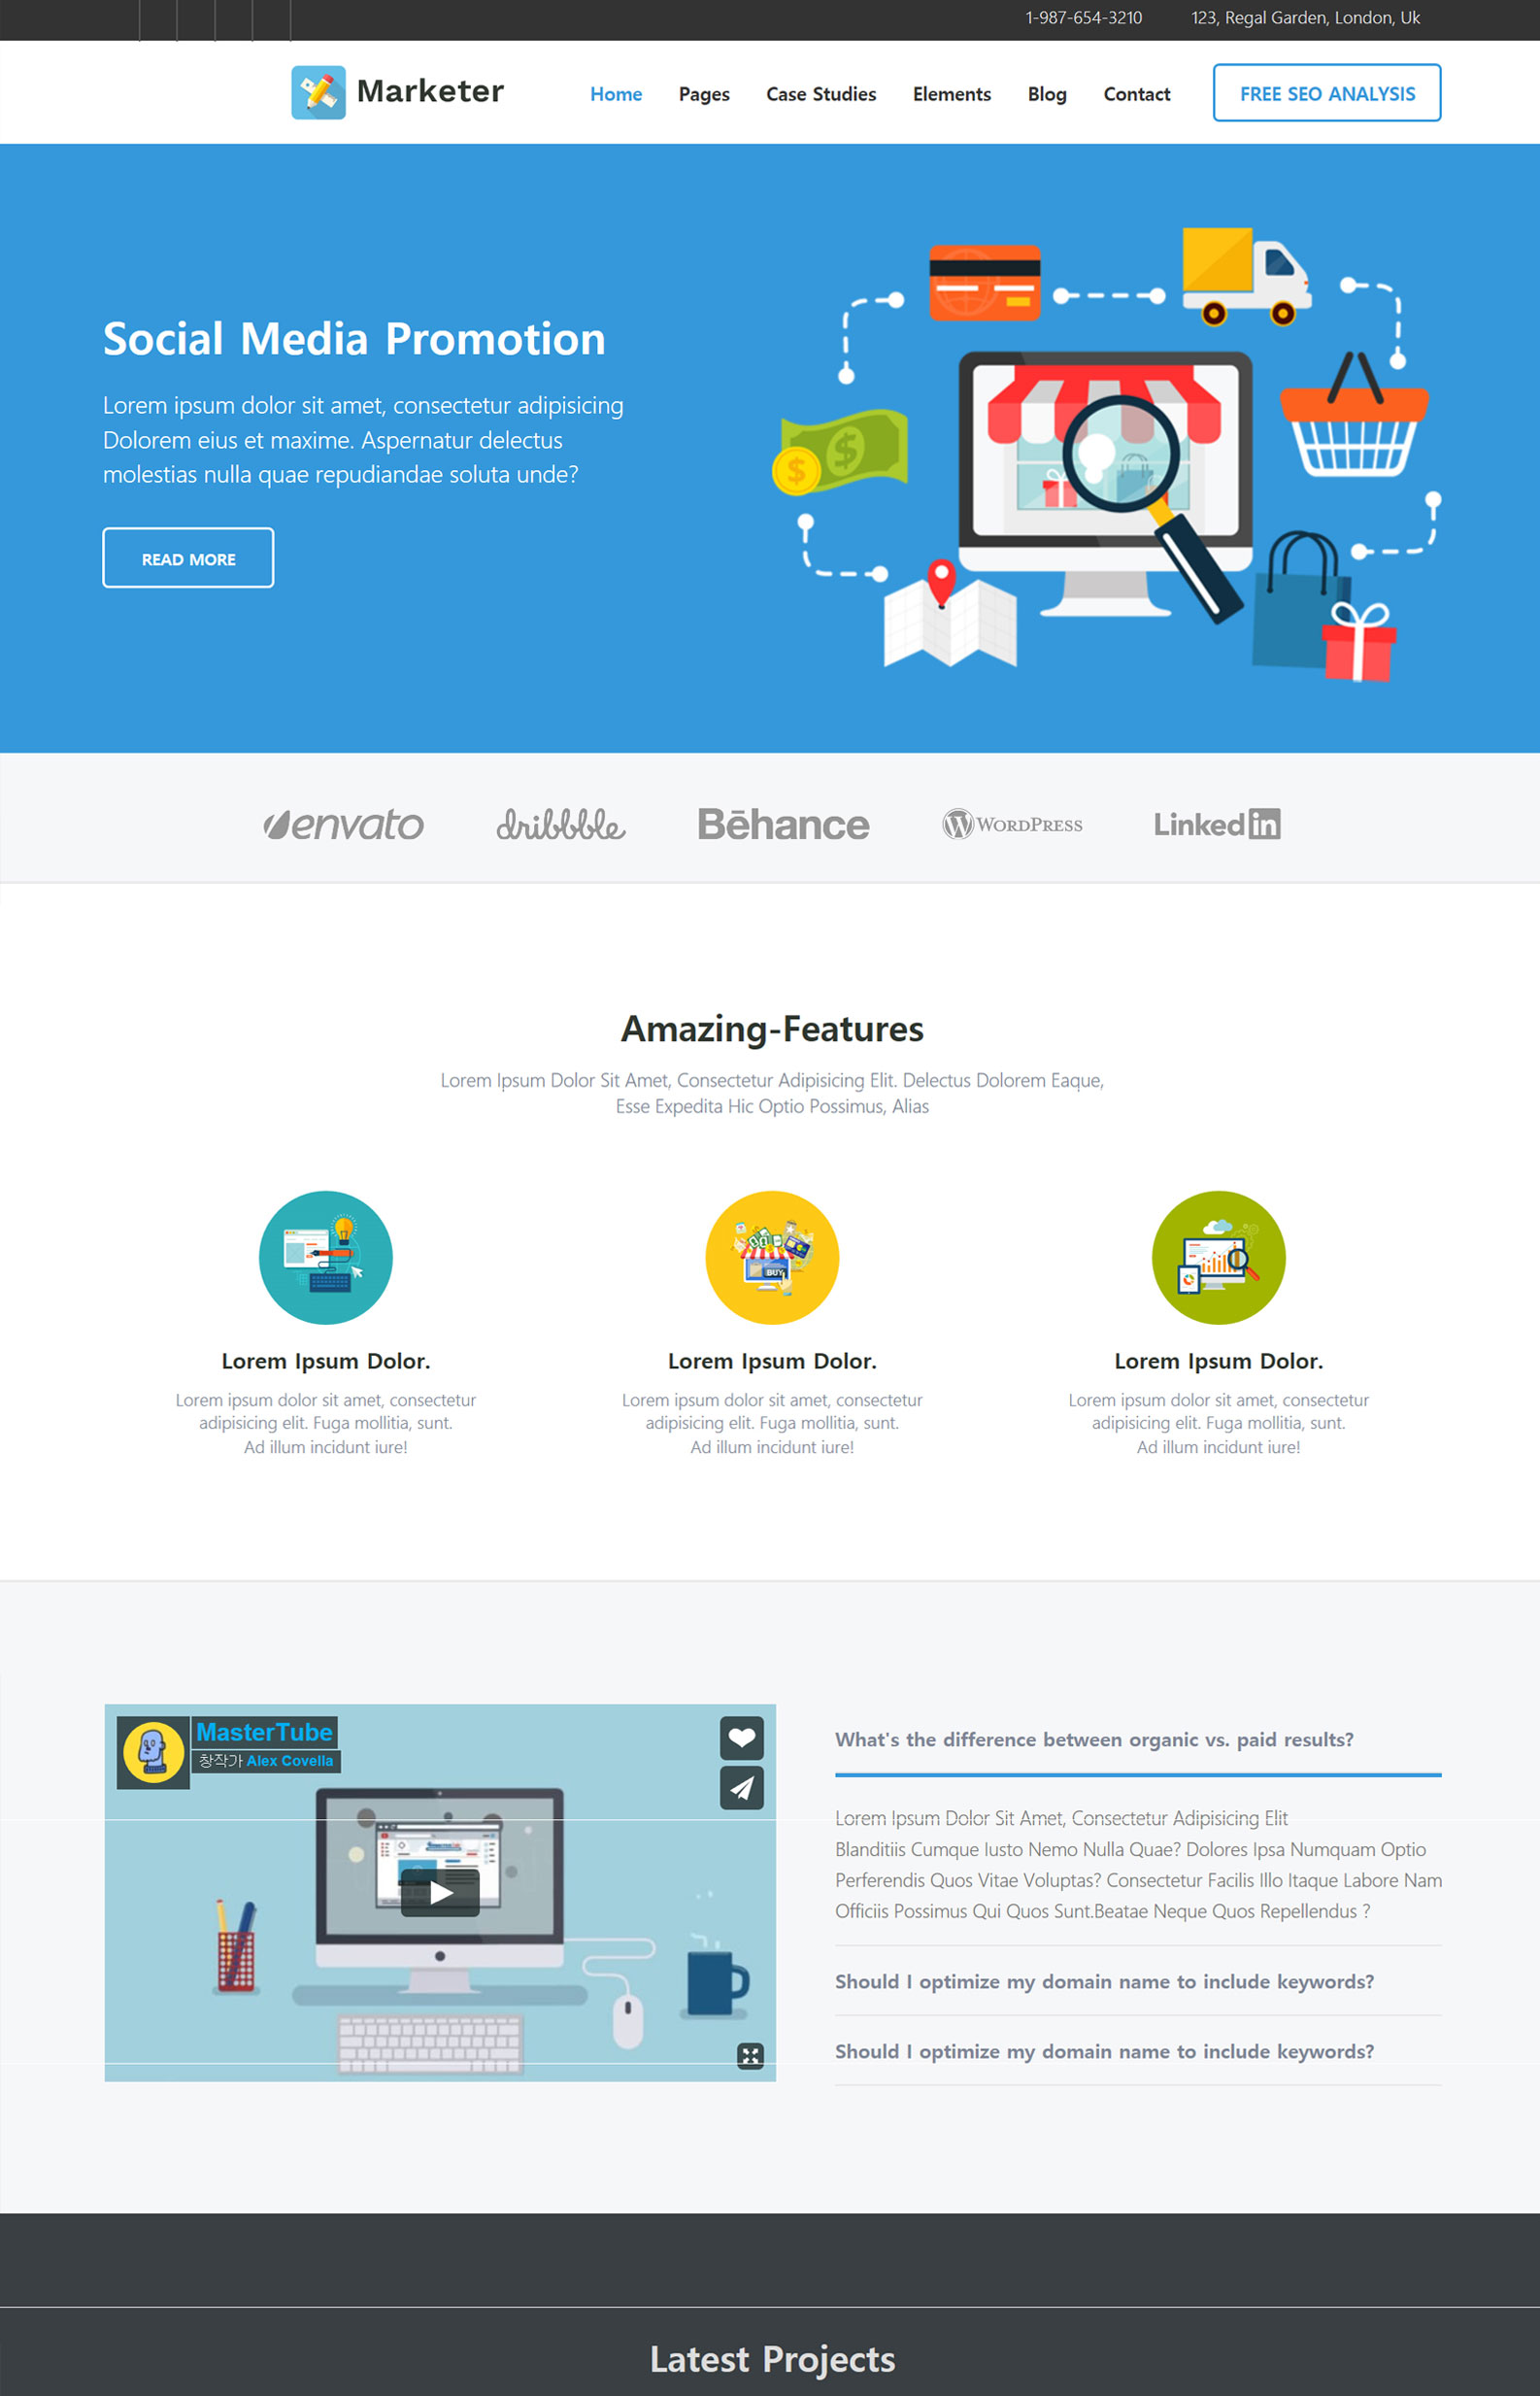 1-987-654-3210 123, Regal Garden, London, Uk
Marketer
Home Pages Case Studies Elements Blog Contact FREE SEO ANALYSIS
Social Media Promotion
Lorem ipsum dolor sit amet, consectetur adipisicing
Dolorem eius et maxime. Aspernatur delectus
molestias nulla quae repudiandae soluta unde?
READ MORE
envato dribbble Bēhance WORDPRESS Linked in
Amazing-Features
Lorem Ipsum Dolor Sit Amet, Consectetur Adipisicing Elit. Delectus Dolorem Eaque,
Esse Expedita Hic Optio Possimus, Alias
BUY
Lorem Ipsum Dolor.
Lorem ipsum dolor sit amet, consectetur
adipisicing elit. Fuga mollitia, sunt.
Ad illum incidunt iure!
Lorem Ipsum Dolor.
Lorem ipsum dolor sit amet, consectetur
adipisicing elit. Fuga mollitia, sunt.
Ad illum incidunt iure!
Lorem Ipsum Dolor.
Lorem ipsum dolor sit amet, consectetur
adipisicing elit. Fuga mollitia, sunt.
Ad illum incidunt iure!
MasterTube
창작가 Alex Covella
What's the difference between organic vs. paid results?
Lorem Ipsum Dolor Sit Amet, Consectetur Adipisicing Elit
Blanditiis Cumque Iusto Nemo Nulla Quae? Dolores Ipsa Numquam Optio
Perferendis Quos Vitae Voluptas? Consectetur Facilis Illo Itaque Labore Nam
Officiis Possimus Qui Quos Sunt.Beatae Neque Quos Repellendus ?
Should I optimize my domain name to include keywords?
Should I optimize my domain name to include keywords?
Latest Projects